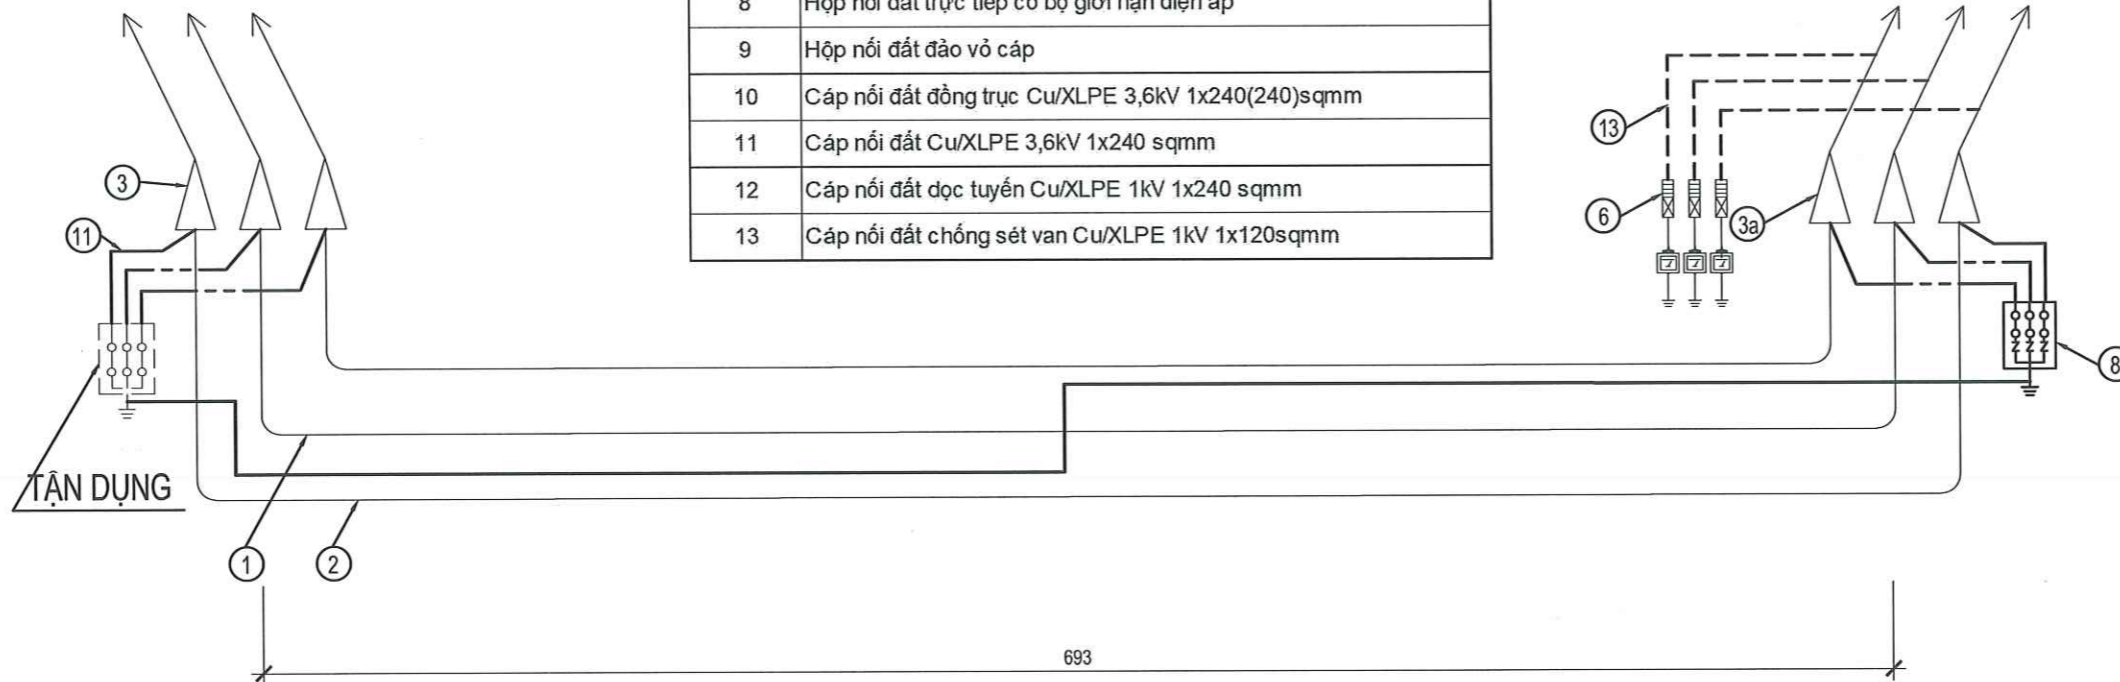 8 Hộp nối đất trực tiếp có bộ giới hạn điện áp
9 Hộp nối đất đảo vỏ cáp
10 Cáp nối đất đồng trục Cu/XLPE 3,6kV 1x240(240)sqmm
11 Cáp nối đất Cu/XLPE 3,6kV 1x240 sqmm
12 Cáp nối đất dọc tuyến Cu/XLPE 1kV 1x240 sqmm
13 Cáp nối đất chống sét van Cu/XLPE 1kV 1x120sqmm
13
3
6
3a
11
8
TẬN DỤNG
1
2
693